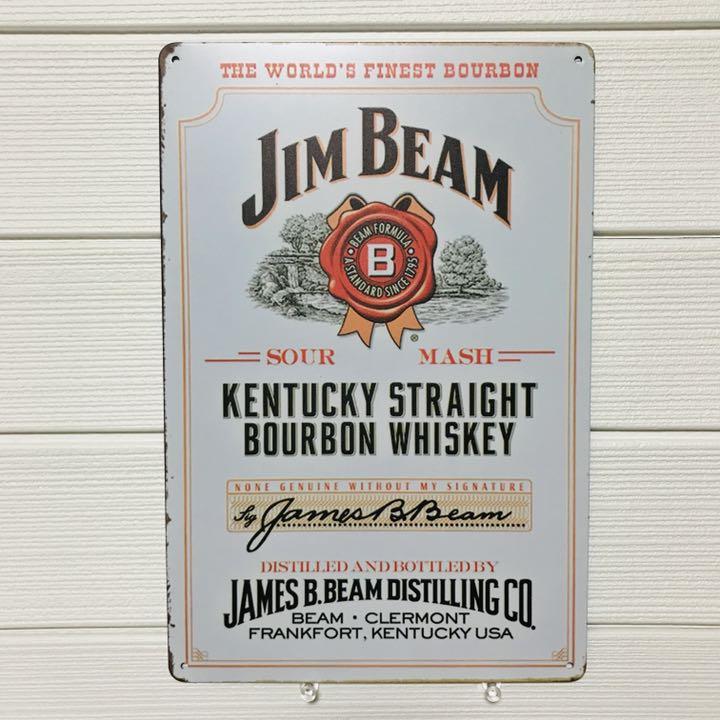 THE WORLD'S FINEST BOURBON
JIM BEAM
BEAM FORMULA
B
A STANDARD SINCE 1795
®
SOUR MASH
KENTUCKY STRAIGHT
BOURBON WHISKEY
NONE GENUINE WITHOUT MY SIGNATURE
Sig James B. Beam
DISTILLED AND BOTTLED BY
JAMES B. BEAM DISTILLING CO.
BEAM · CLERMONT
FRANKFORT, KENTUCKY USA